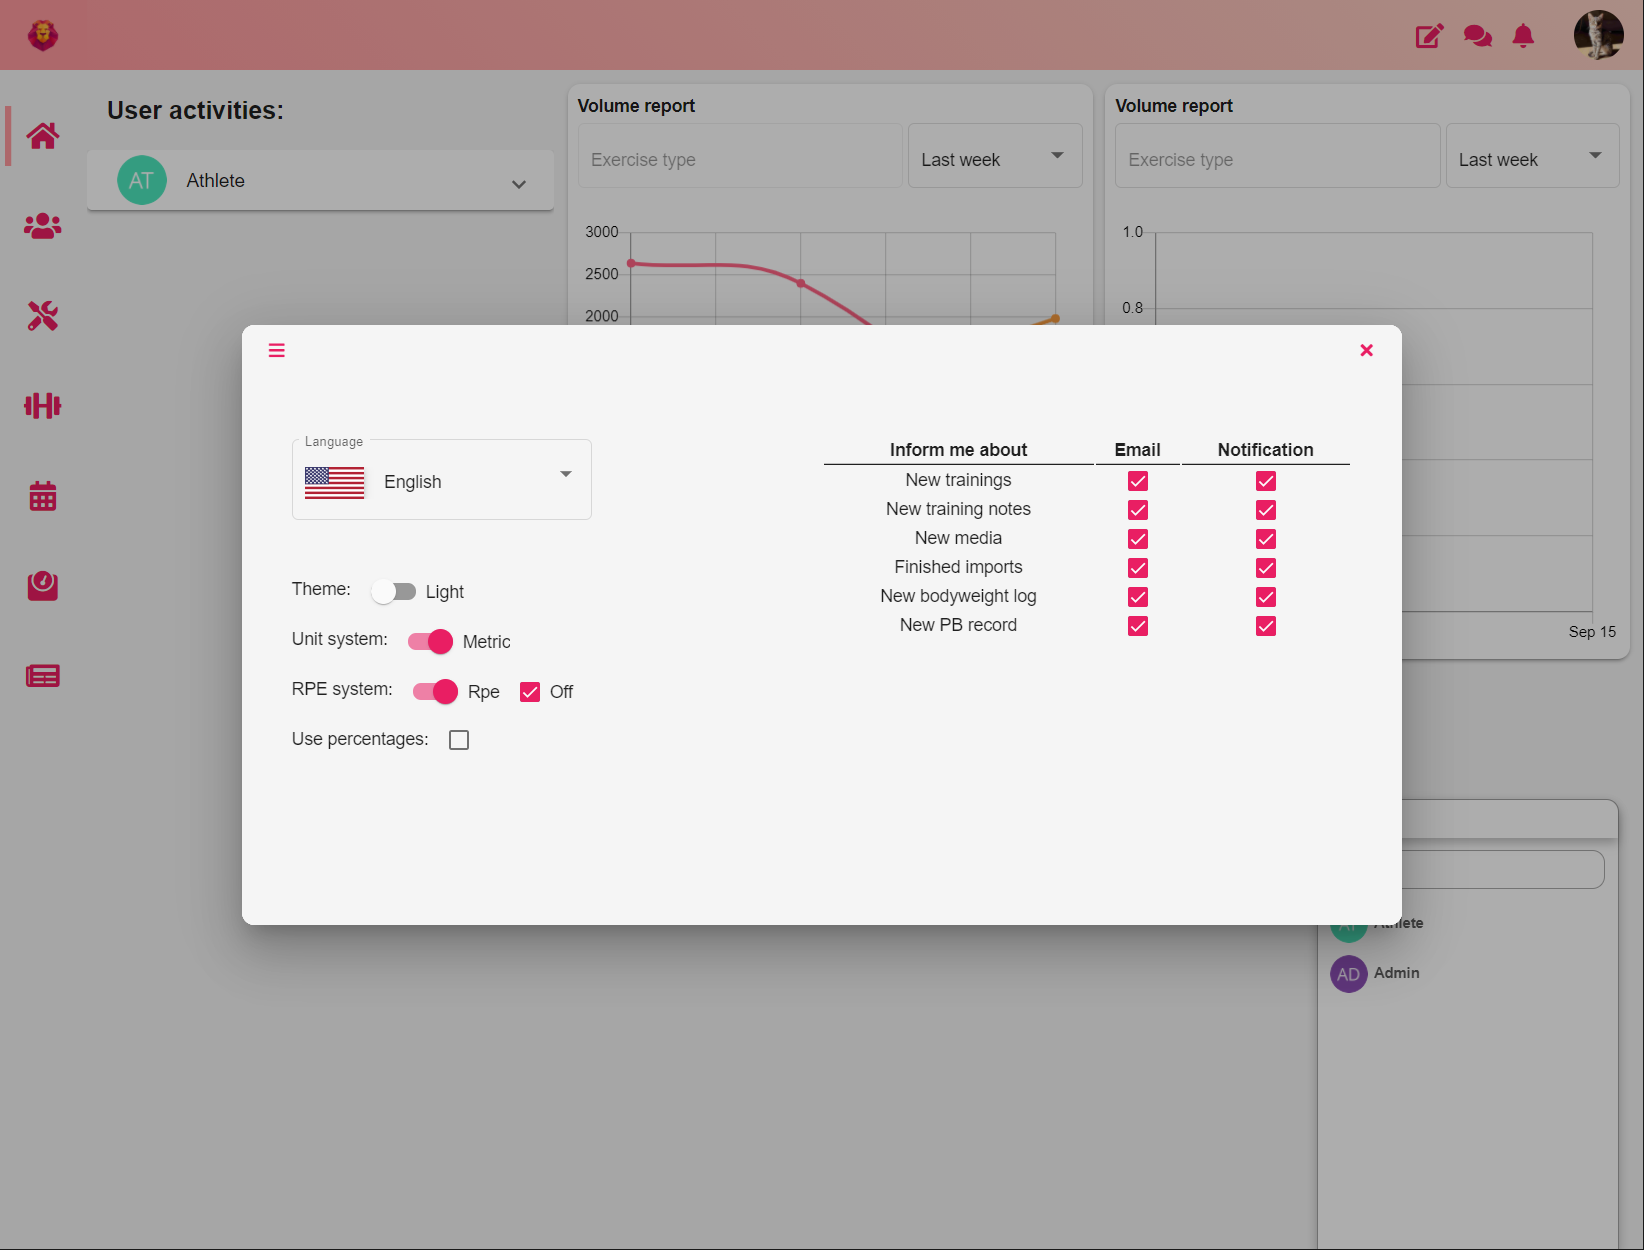 User activities:
AT Athlete
Volume report
Exercise type
Last week
3000
2500
2000
Volume report
Exercise type
Last week
1.0
0.8
Sep 15
Language
English
Theme: Light
Unit system: Metric
RPE system: Rpe Off
Use percentages:
Inform me about Email Notification
New trainings
New training notes
New media
Finished imports
New bodyweight log
New PB record
AT Athlete
AD Admin